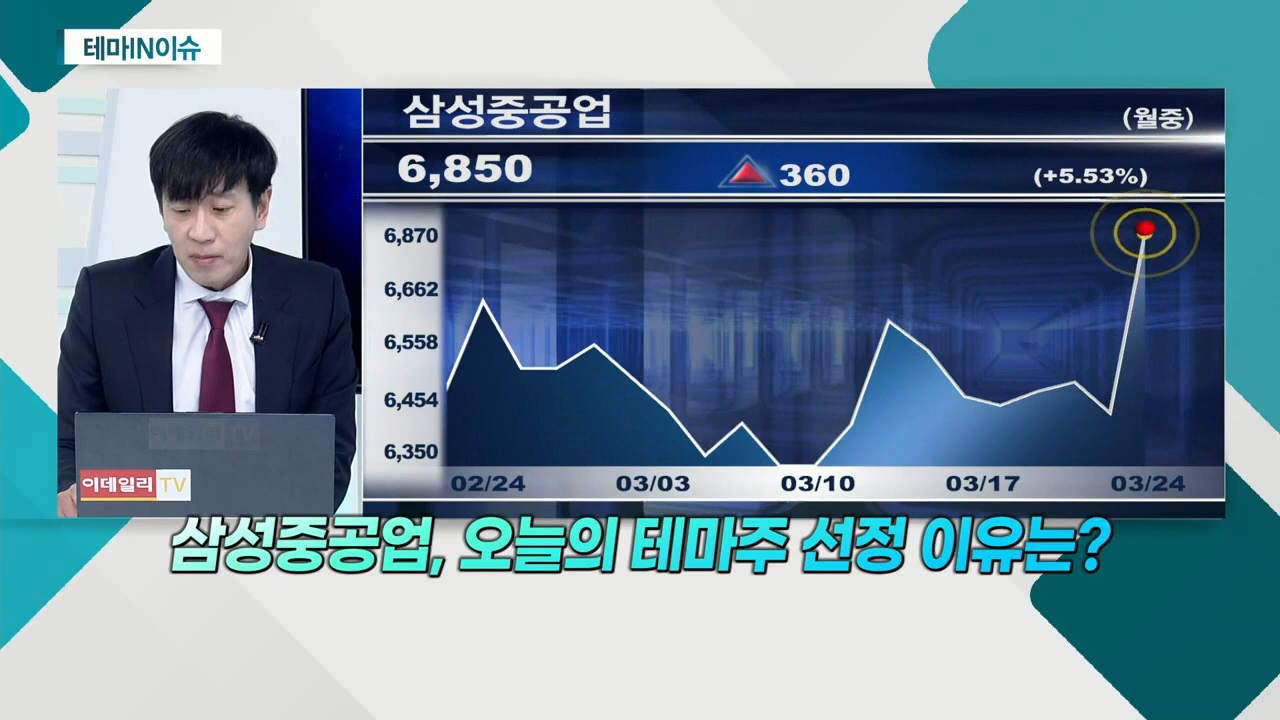 테마IN이슈
삼성중공업
(월중)
6,850 360 (+5.53%)
6,870
6,662
6,558
6,454
6,350
02/24 03/03 03/10 03/17 03/24
이데일리TV
삼성중공업, 오늘의 테마주 선정 이유는?